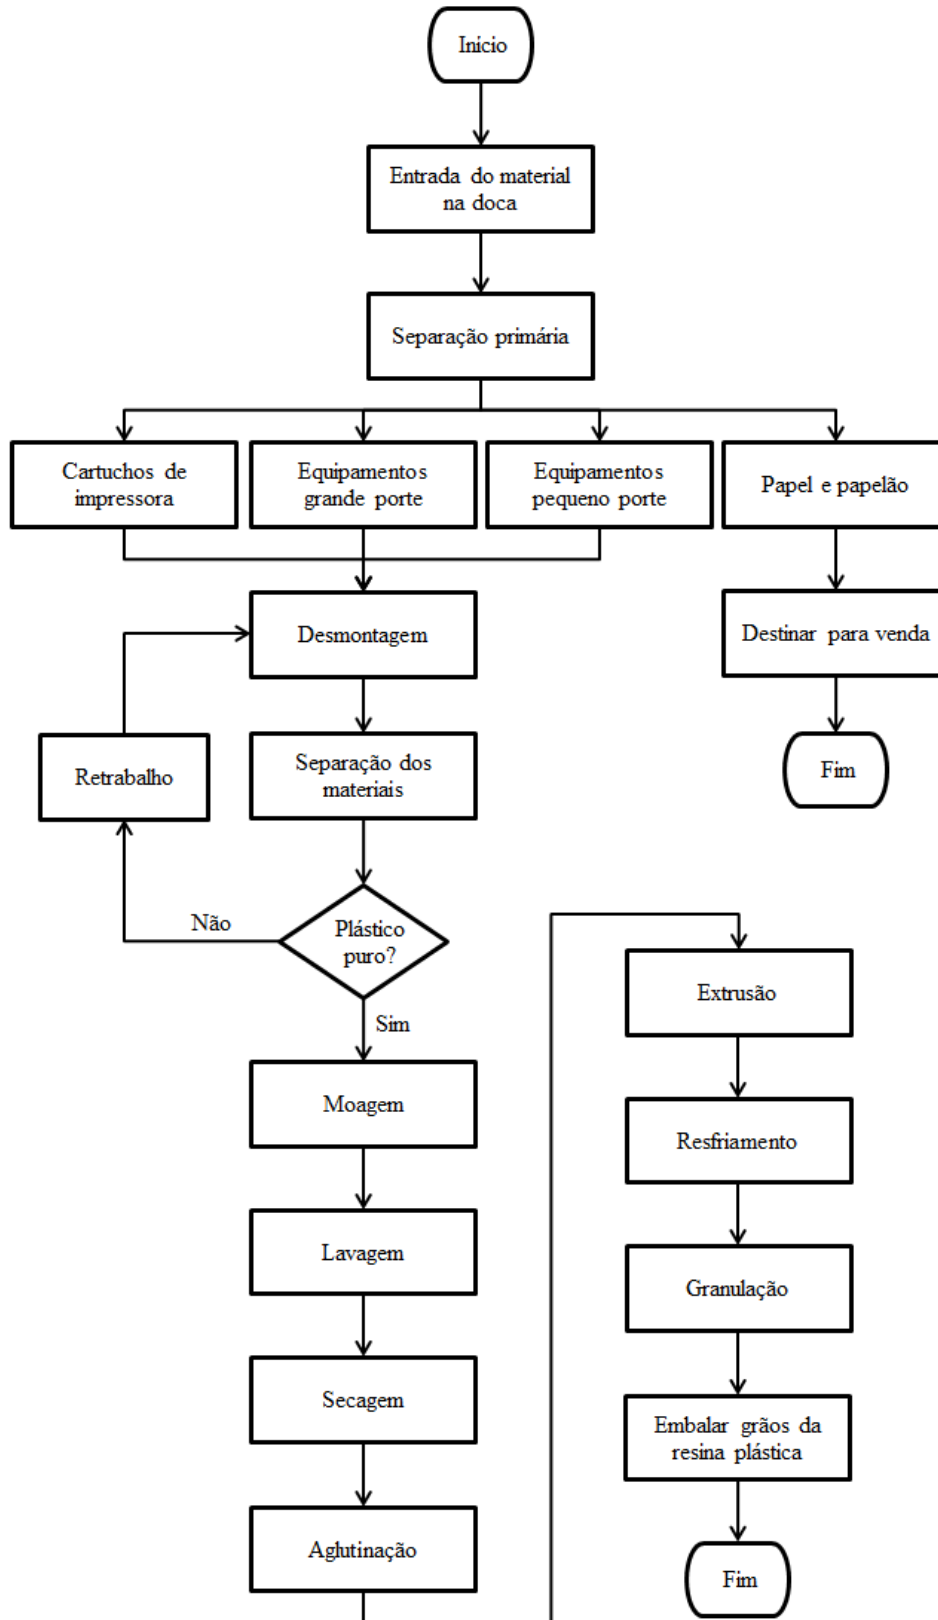 Início
Entrada do material
na doca
Separação primária
Cartuchos de
impressora
Equipamentos
grande porte
Equipamentos
pequeno porte
Papel e papelão
Desmontagem
Destinar para venda
Retrabalho
Separação dos
materiais
Fim
Não
Plástico
puro?
Sim
Moagem
Lavagem
Secagem
Aglutinação
Extrusão
Resfriamento
Granulação
Embalar grãos da
resina plástica
Fim